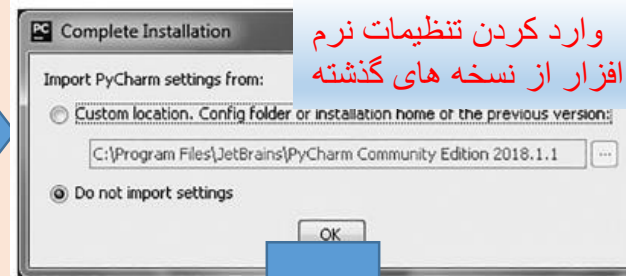 Complete Installation
وارد کردن تنظیمات نرم
افزار از نسخه های گذشته
Import PyCharm settings from:
Custom location. Config folder or installation home of the previous version:
C:\Program Files\JetBrains\PyCharm Community Edition 2018.1.1
...
Do not import settings
OK